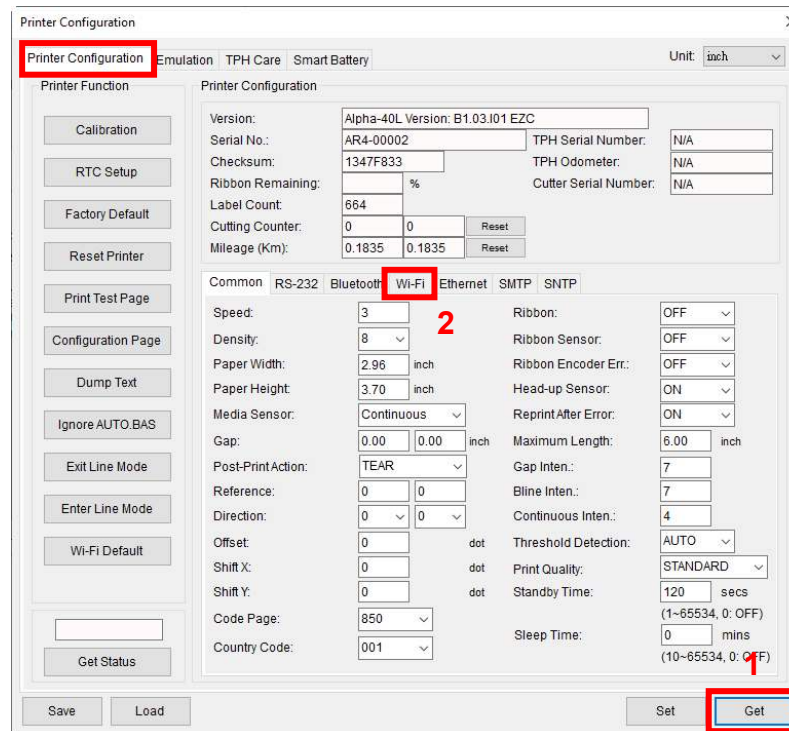 Printer Configuration
Printer Configuration Emulation TPH Care Smart Battery Unit: inch
Printer Function
Calibration
RTC Setup
Factory Default
Reset Printer
Print Test Page
Configuration Page
Dump Text
Ignore AUTO.BAS
Exit Line Mode
Enter Line Mode
Wi-Fi Default
Get Status
Printer Configuration
Version: Alpha-40L Version: B1.03.I01 EZC
Serial No.: AR4-00002 TPH Serial Number: N/A
Checksum: 1347F833 TPH Odometer: N/A
Ribbon Remaining: % Cutter Serial Number: N/A
Label Count: 664
Cutting Counter: 0 0 Reset
Mileage (Km): 0.1835 0.1835 Reset
Common RS-232 Bluetooth Wi-Fi Ethernet SMTP SNTP
2
Speed: 3 Ribbon: OFF
Density: 8 Ribbon Sensor: OFF
Paper Width: 2.96 inch Ribbon Encoder Err.: OFF
Paper Height: 3.70 inch Head-up Sensor: ON
Media Sensor: Continuous Reprint After Error: ON
Gap: 0.00 0.00 inch Maximum Length: 6.00 inch
Post-Print Action: TEAR Gap Inten.: 7
Reference: 0 0 Bline Inten.: 7
Direction: 0 0 Continuous Inten.: 4
Offset: 0 dot Threshold Detection: AUTO
Shift X: 0 dot Print Quality: STANDARD
Shift Y: 0 dot Standby Time: 120 secs
(1~65534, 0: OFF)
Code Page: 850
Sleep Time: 0 mins
Country Code: 001
(10~65534, 0: OFF)
1
Save Load Set Get